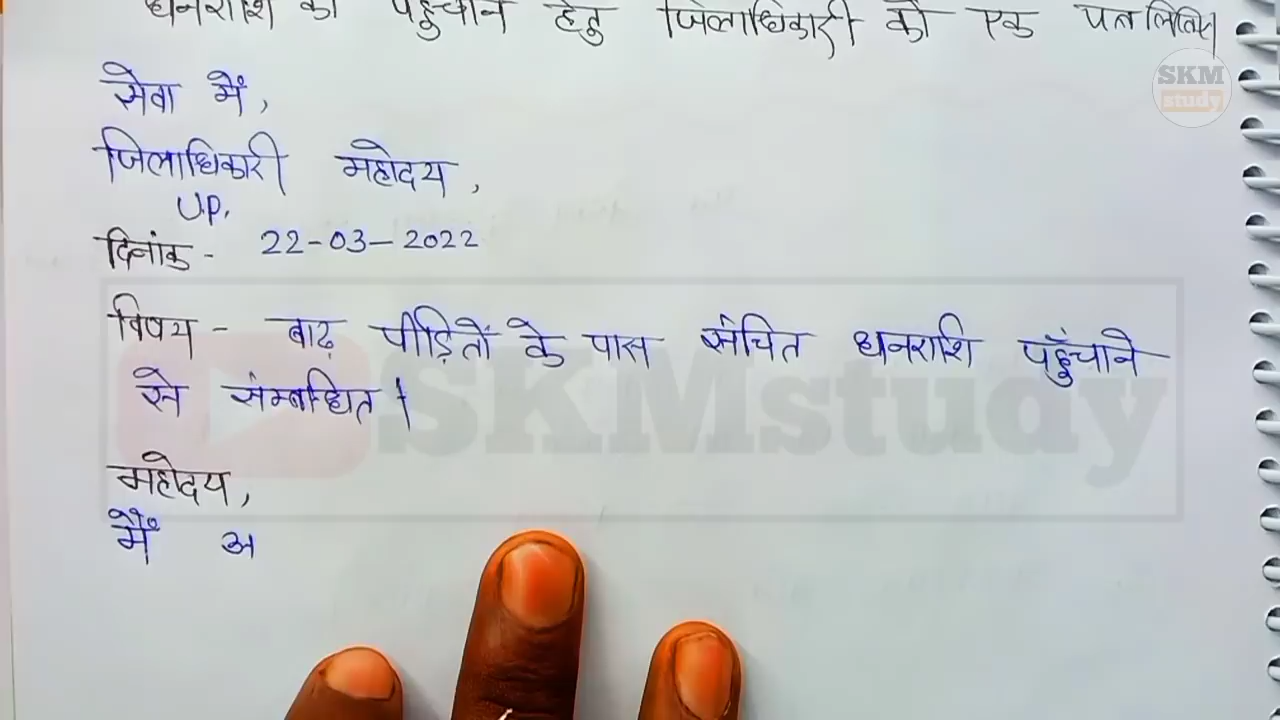 धनराशि को पहुँचाने हेतु जिलाधिकारी को एक पत्र लिखिए।
SKM
study
सेवा में,
जिलाधिकारी महोदय,
U.P.
दिनांक - 22-03-2022
विषय - बाढ़ पीड़ितों के पास संचित धनराशि पहुँचाने
से संम्बन्धित।
SKMstudy
महोदय,
मैं अ